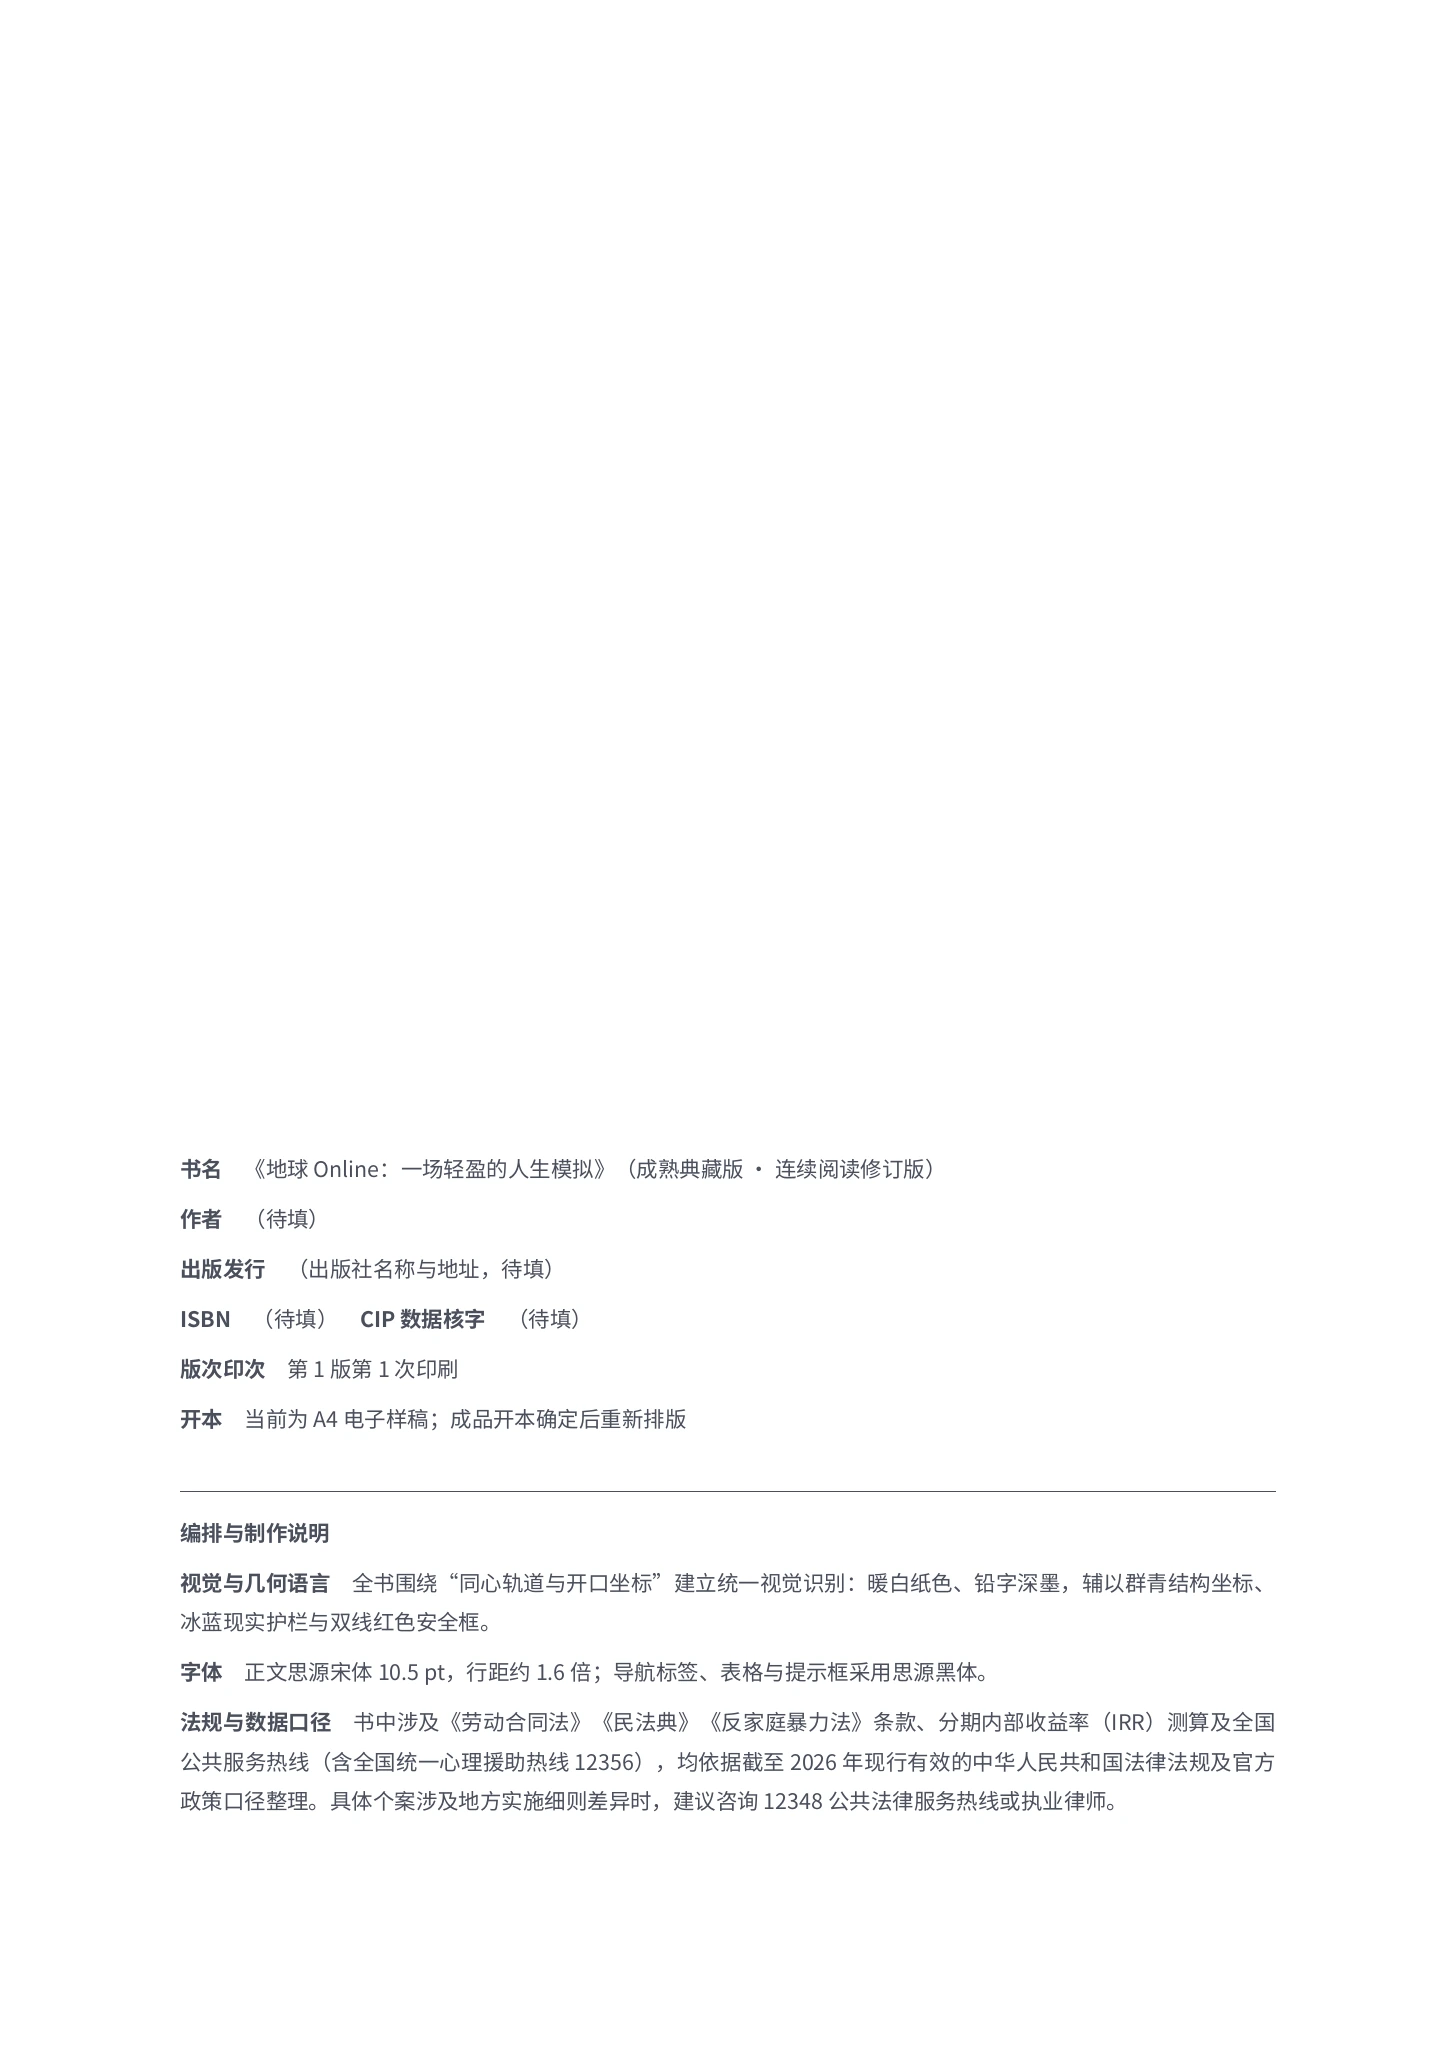 书名　《地球 Online：一场轻盈的人生模拟》（成熟典藏版 · 连续阅读修订版）
作者　（待填）
出版发行　（出版社名称与地址，待填）
ISBN　（待填）　CIP 数据核字　（待填）
版次印次　第 1 版第 1 次印刷
开本　当前为 A4 电子样稿；成品开本确定后重新排版
编排与制作说明
视觉与几何语言　全书围绕“同心轨道与开口坐标”建立统一视觉识别：暖白纸色、铅字深墨，辅以群青结构坐标、
冰蓝现实护栏与双线红色安全框。
字体　正文思源宋体 10.5 pt，行距约 1.6 倍；导航标签、表格与提示框采用思源黑体。
法规与数据口径　书中涉及《劳动合同法》《民法典》《反家庭暴力法》条款、分期内部收益率（IRR）测算及全国
公共服务热线（含全国统一心理援助热线 12356），均依据截至 2026 年现行有效的中华人民共和国法律法规及官方
政策口径整理。具体个案涉及地方实施细则差异时，建议咨询 12348 公共法律服务热线或执业律师。